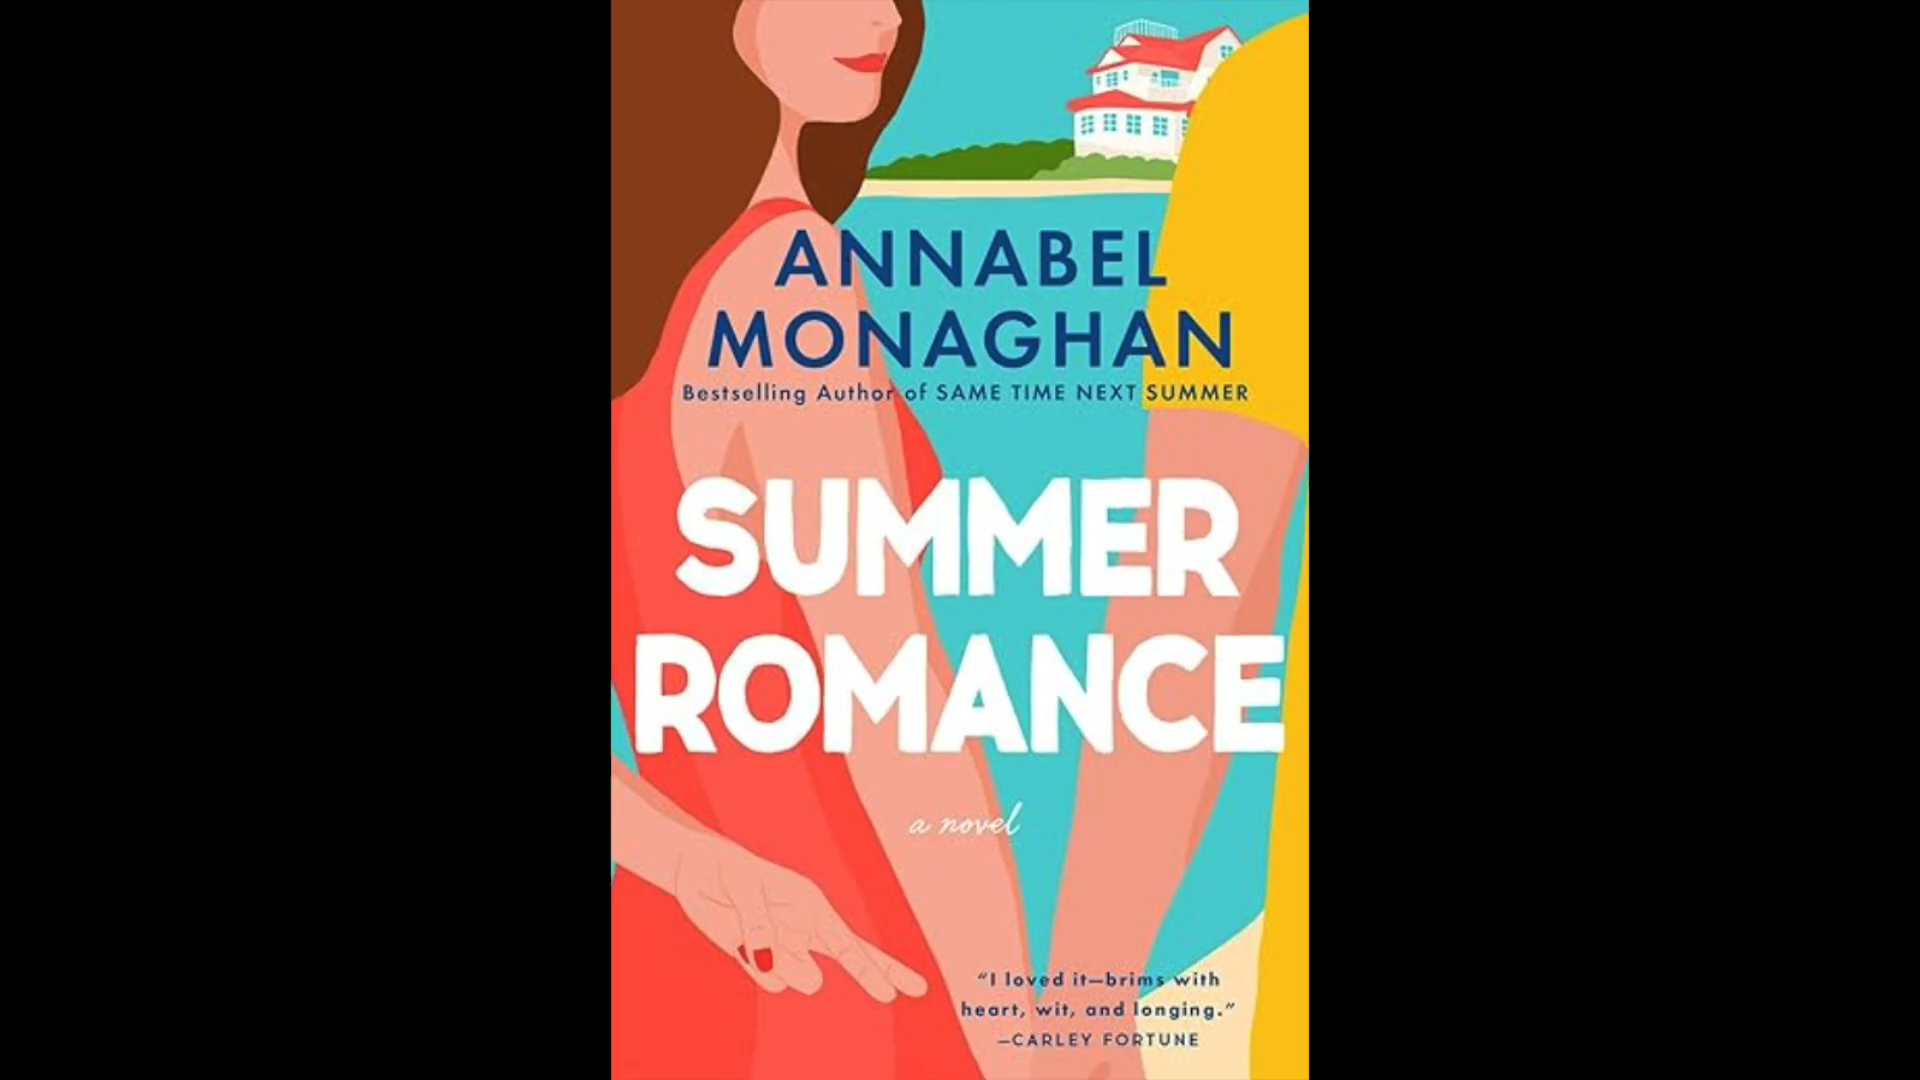 ANNABEL
MONAGHAN
Bestselling Author of SAME TIME NEXT SUMMER
SUMMER
ROMANCE
a novel
“I loved it—brims with
heart, wit, and longing.”
—CARLEY FORTUNE